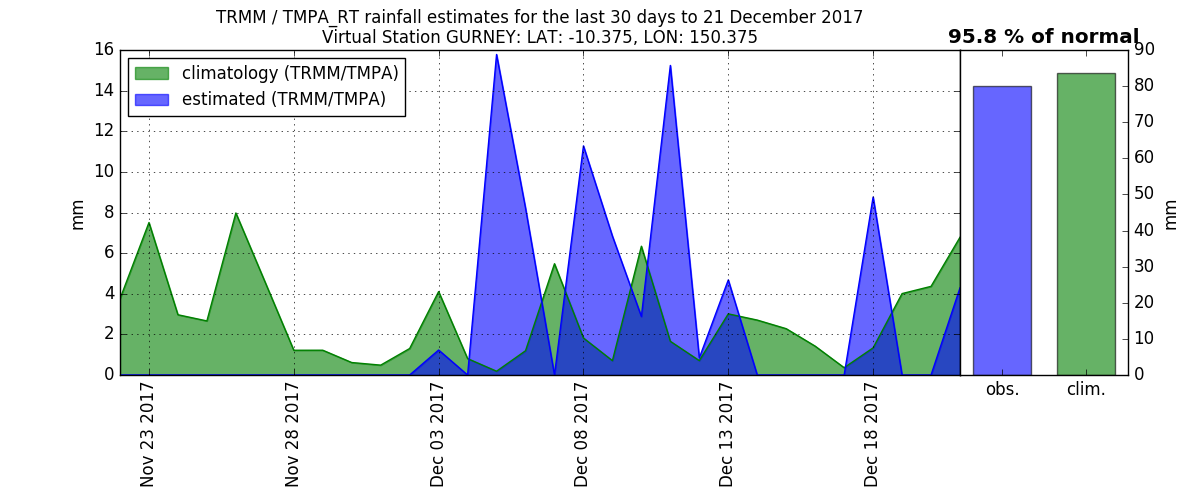 TRMM / TMPA_RT rainfall estimates for the last 30 days to 21 December 2017
Virtual Station GURNEY: LAT: -10.375, LON: 150.375
95.8 % of normal
climatology (TRMM/TMPA)
estimated (TRMM/TMPA)
mm
16
14
12
10
8
6
4
2
0
Nov 23 2017
Nov 28 2017
Dec 03 2017
Dec 08 2017
Dec 13 2017
Dec 18 2017
obs.
clim.
90
80
70
60
50
40
30
20
10
0
mm